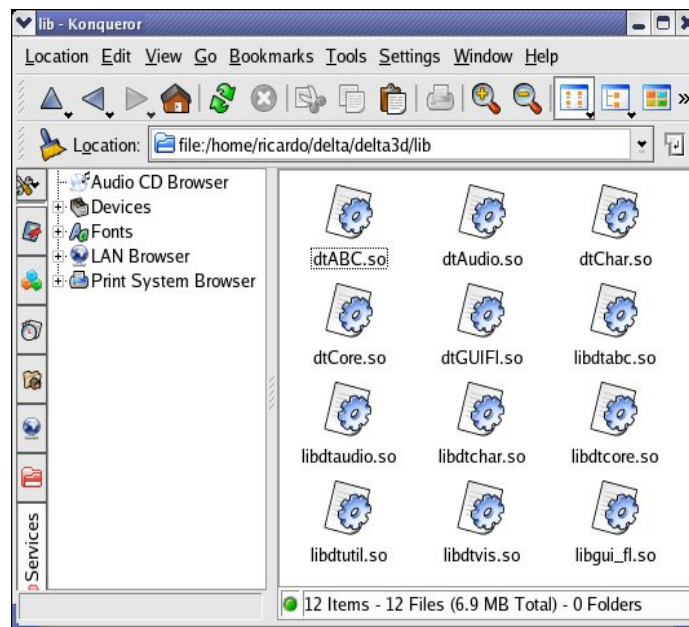 lib - Konqueror
Location Edit View Go Bookmarks Tools Settings Window Help
»
Location: file:/home/ricardo/delta/delta3d/lib
Audio CD Browser
Devices
Fonts
LAN Browser
Print System Browser
Services
dtABC.so dtAudio.so dtChar.so
dtCore.so dtGUIFl.so libdtabc.so
libdtaudio.so libdtchar.so libdtcore.so
libdtutil.so libdtvis.so libgui_fl.so
12 Items - 12 Files (6.9 MB Total) - 0 Folders